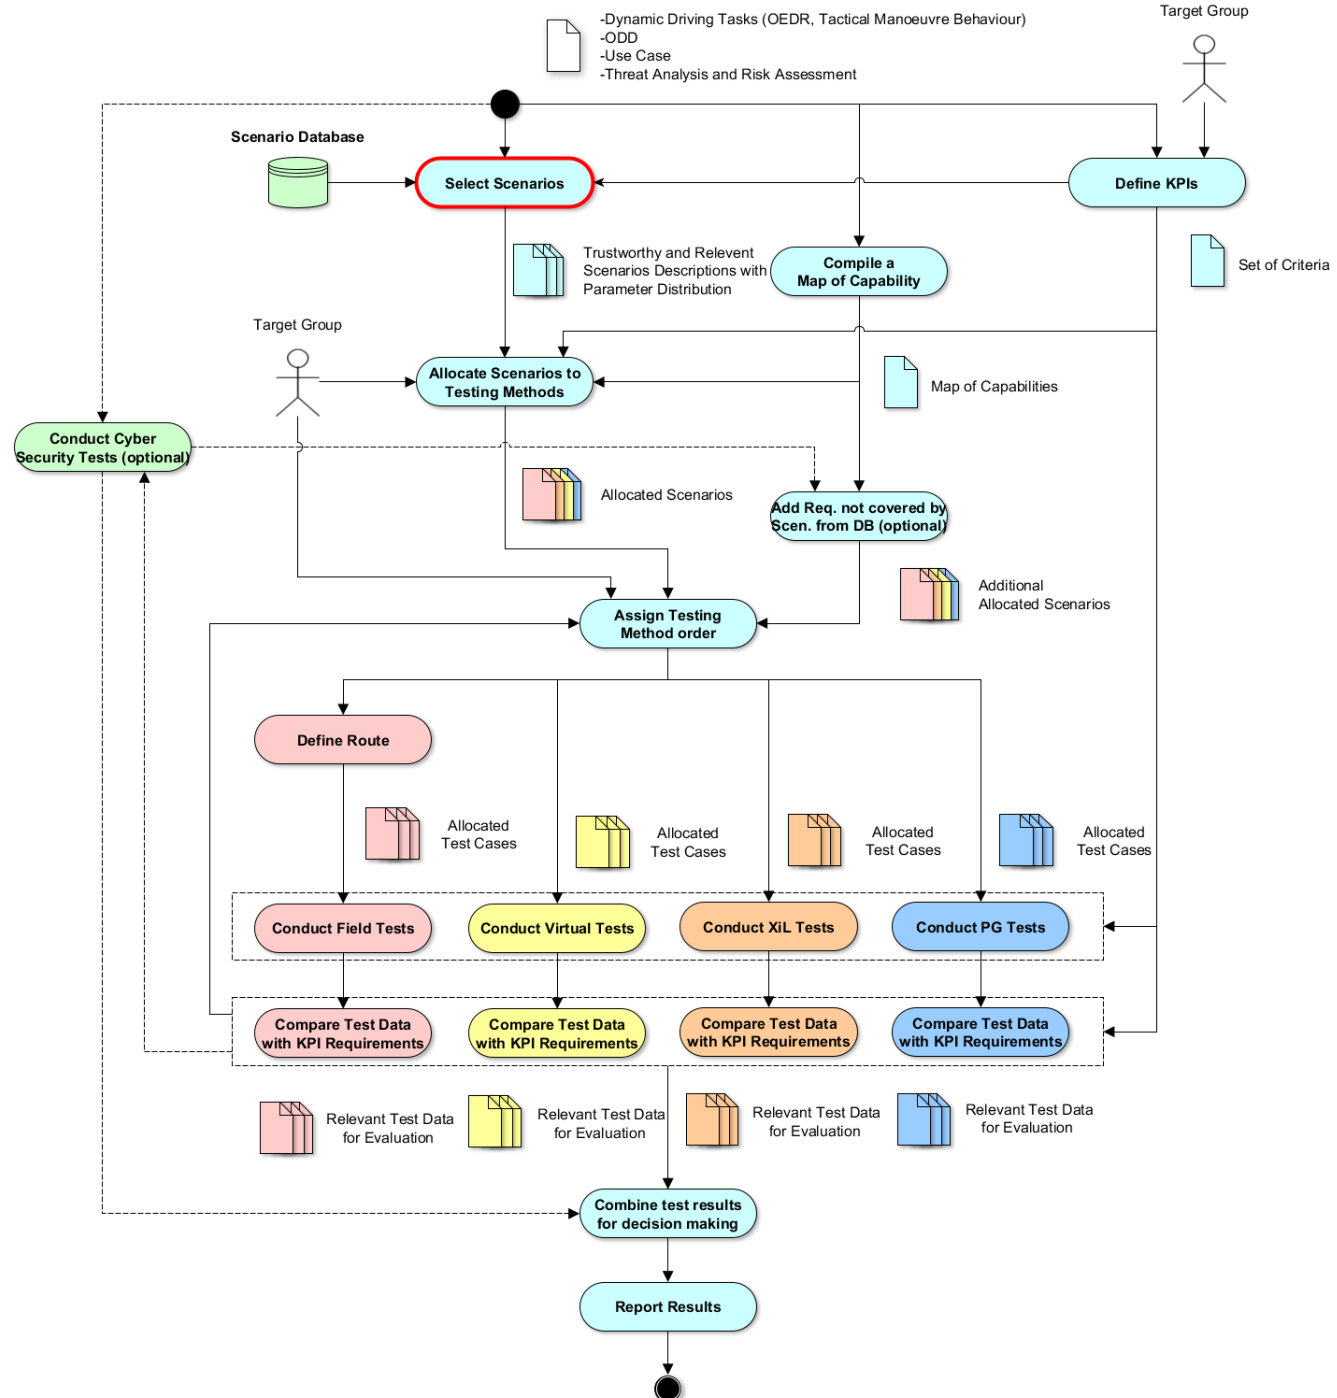 Target Group
-Dynamic Driving Tasks (OEDR, Tactical Manoeuvre Behaviour)
-ODD
-Use Case
-Threat Analysis and Risk Assessment
Scenario Database
Select Scenarios
Define KPIs
Trustworthy and Relevent
Scenarios Descriptions with
Parameter Distribution
Compile a
Map of Capability
Set of Criteria
Target Group
Allocate Scenarios to
Testing Methods
Map of Capabilities
Conduct Cyber
Security Tests (optional)
Allocated Scenarios
Add Req. not covered by
Scen. from DB (optional)
Additional
Allocated Scenarios
Assign Testing
Method order
Define Route
Allocated
Test Cases
Allocated
Test Cases
Allocated
Test Cases
Allocated
Test Cases
Conduct Field Tests
Conduct Virtual Tests
Conduct XiL Tests
Conduct PG Tests
Compare Test Data
with KPI Requirements
Compare Test Data
with KPI Requirements
Compare Test Data
with KPI Requirements
Compare Test Data
with KPI Requirements
Relevant Test Data
for Evaluation
Relevant Test Data
for Evaluation
Relevant Test Data
for Evaluation
Relevant Test Data
for Evaluation
Combine test results
for decision making
Report Results